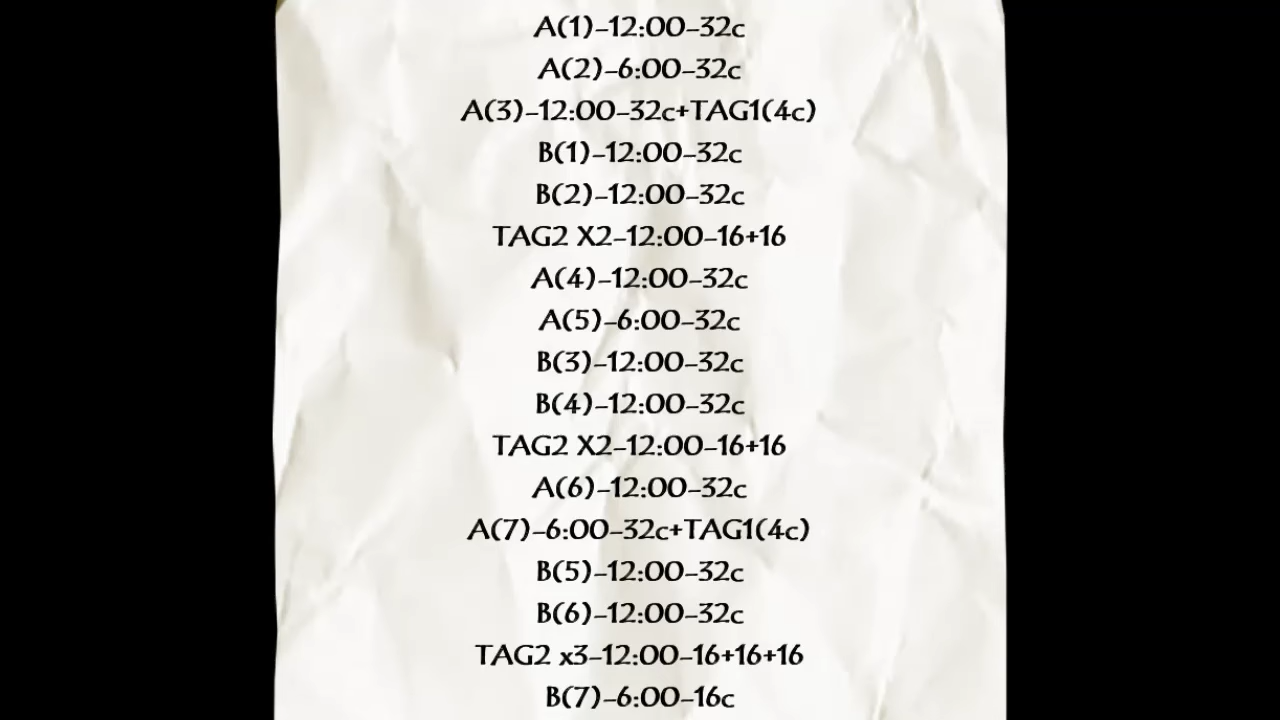 A(1)-12:00-32c
A(2)-6:00-32c
A(3)-12:00-32c+TAG1(4c)
B(1)-12:00-32c
B(2)-12:00-32c
TAG2 X2-12:00-16+16
A(4)-12:00-32c
A(5)-6:00-32c
B(3)-12:00-32c
B(4)-12:00-32c
TAG2 X2-12:00-16+16
A(6)-12:00-32c
A(7)-6:00-32c+TAG1(4c)
B(5)-12:00-32c
B(6)-12:00-32c
TAG2 x3-12:00-16+16+16
B(7)-6:00-16c